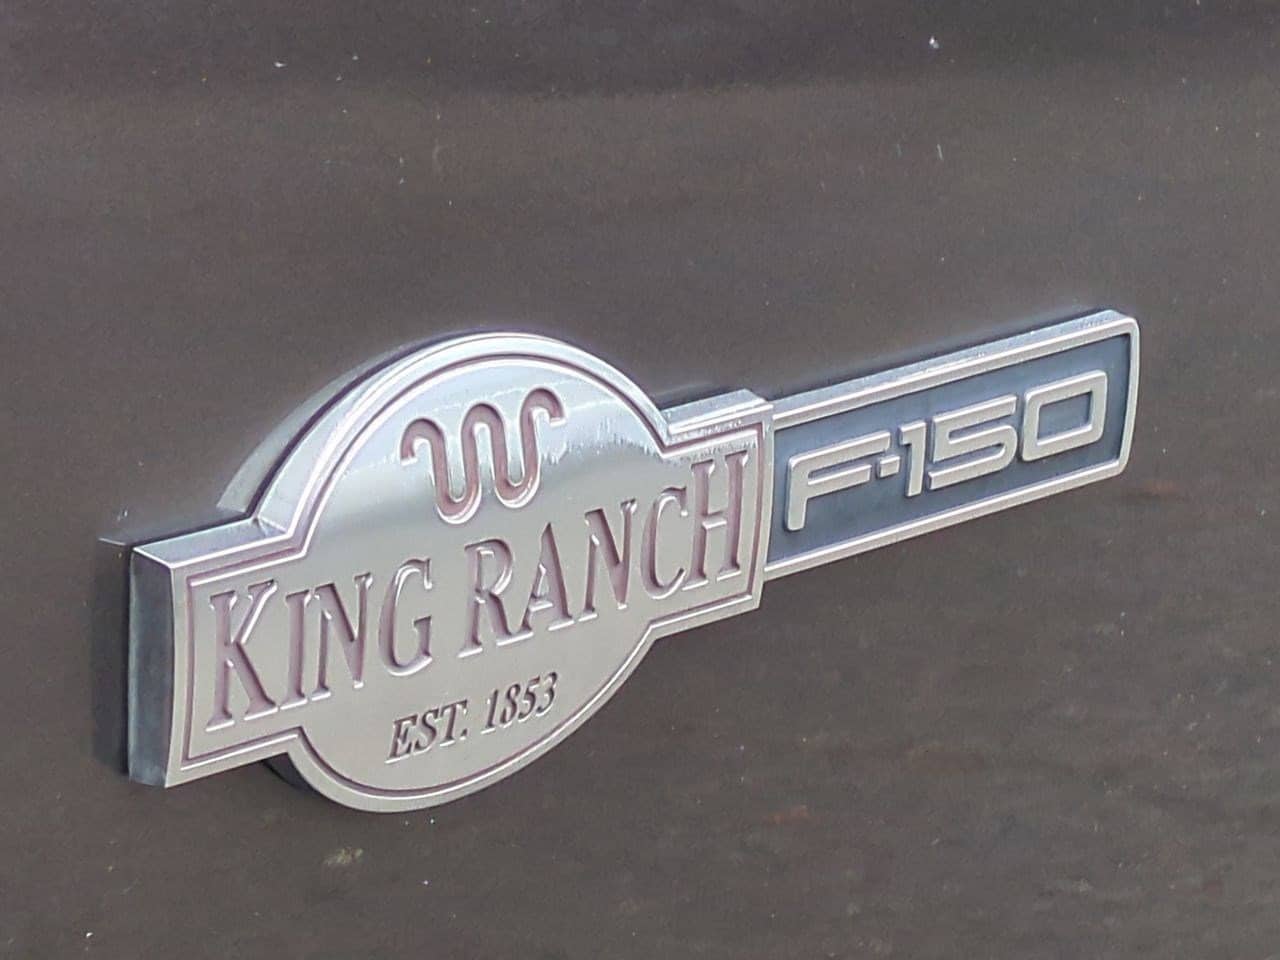 KING RANCH
EST. 1853
F-150